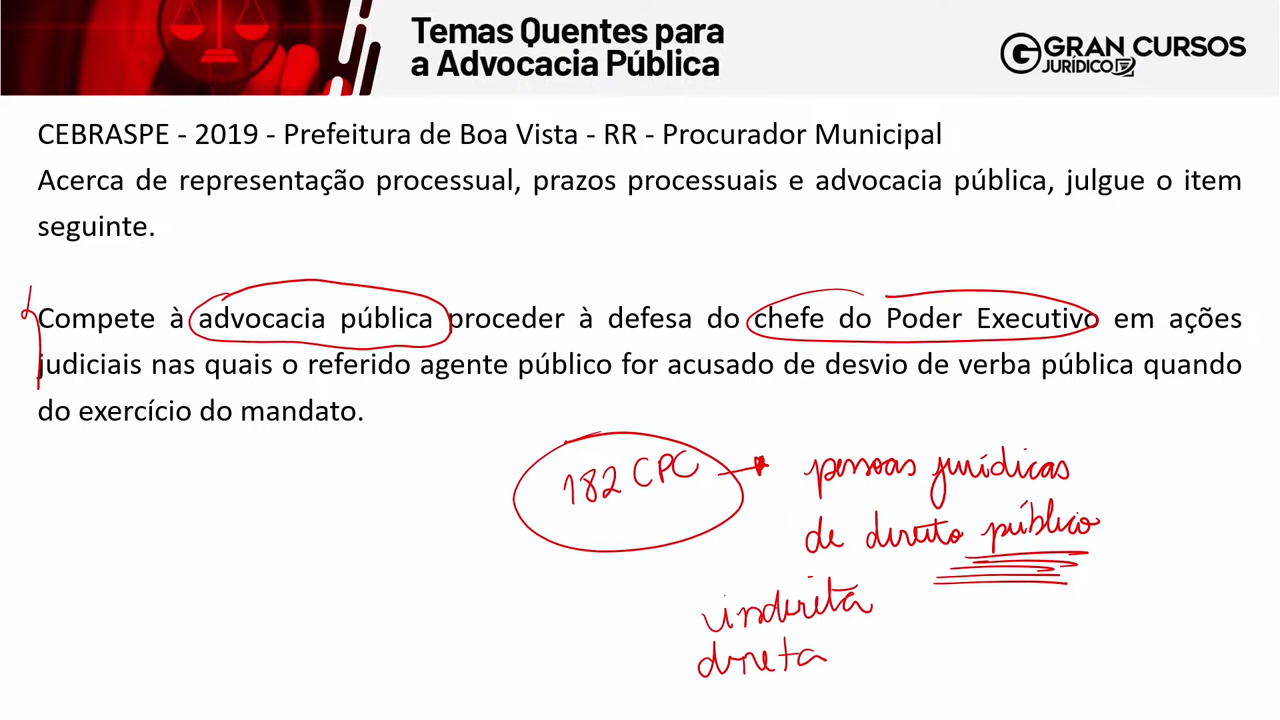 Temas Quentes para
a Advocacia Pública
GRAN CURSOS
JURÍDICO
CEBRASPE - 2019 - Prefeitura de Boa Vista - RR - Procurador Municipal
Acerca de representação processual, prazos processuais e advocacia pública, julgue o item
seguinte.
Compete à advocacia pública proceder à defesa do chefe do Poder Executivo em ações
judiciais nas quais o referido agente público for acusado de desvio de verba pública quando
do exercício do mandato.
182 CPC
pessoas jurídicas
de direito público
indireta
direta